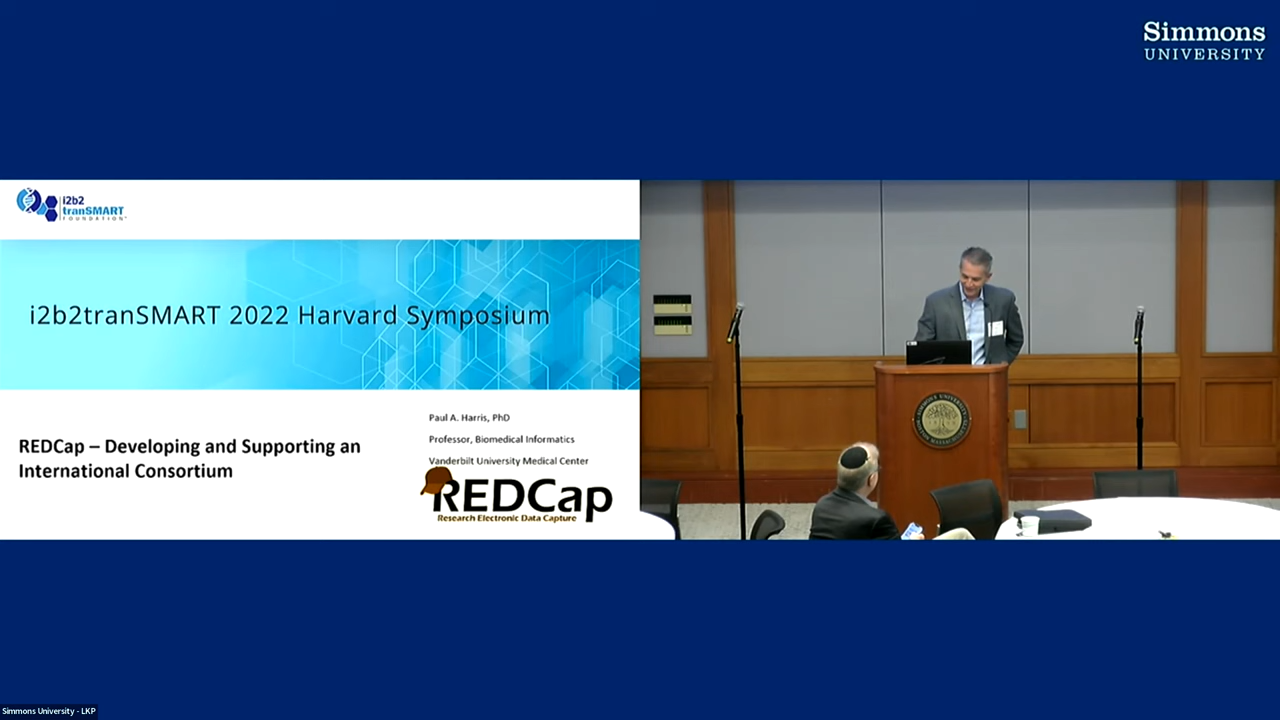 Simmons
UNIVERSITY
i2b2
tranSMART
FOUNDATION
i2b2tranSMART 2022 Harvard Symposium
REDCap – Developing and Supporting an
International Consortium
Paul A. Harris, PhD
Professor, Biomedical Informatics
Vanderbilt University Medical Center
REDCap
Research Electronic Data Capture
Simmons University - LKP